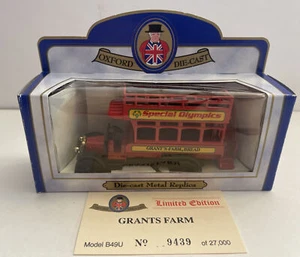 OXFORD DIE-CAST
Special Olympics
GRANT'S FARM BREAD
Die-cast Metal Replica
Limited Edition
GRANTS FARM
Model B49U Nº 9439 of 27,000